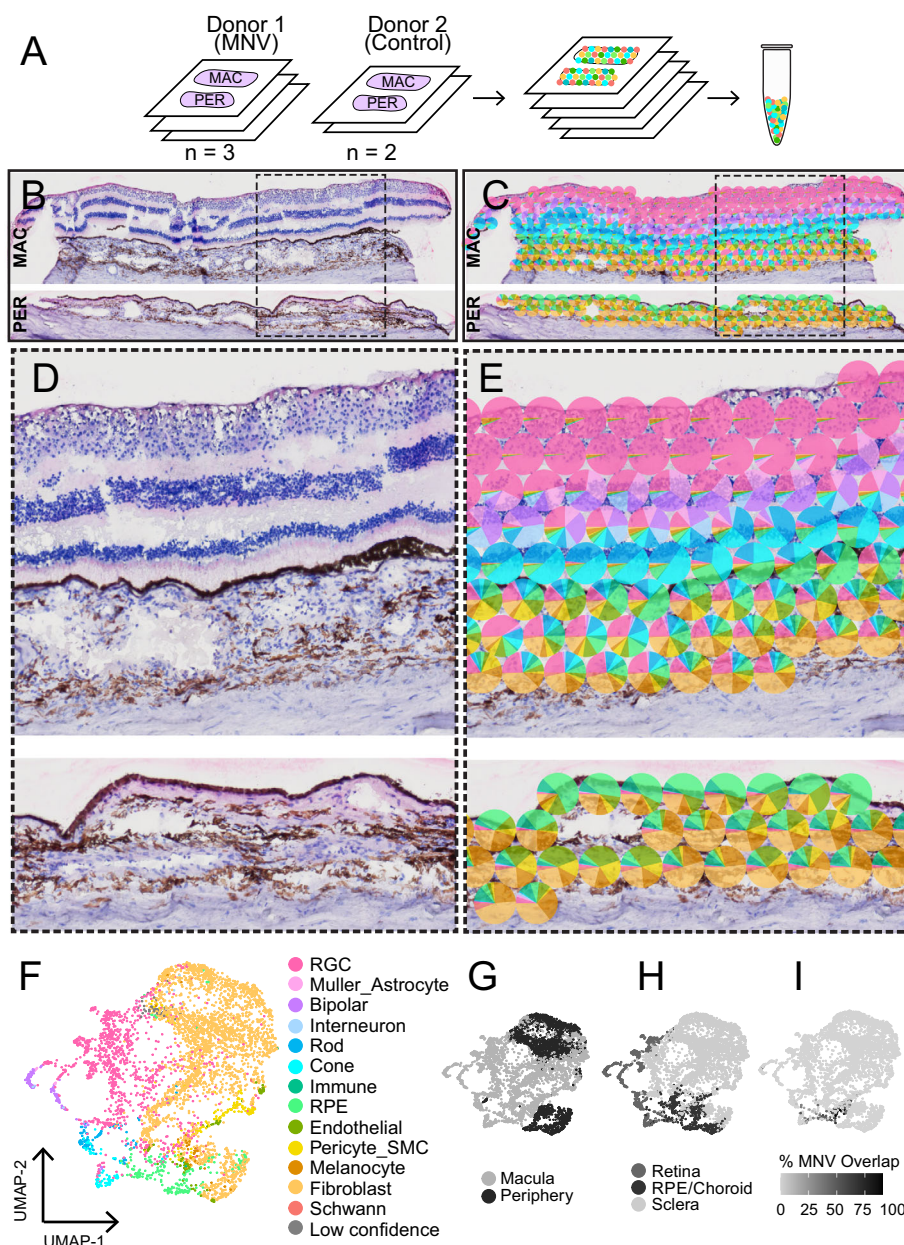 A
Donor 1
(MNV)
Donor 2
(Control)
MAC
PER
MAC
PER
n = 3
n = 2
B
C
MAC
PER
MAC
PER
D
E
F
RGC
Muller_Astrocyte
Bipolar
Interneuron
Rod
Cone
Immune
RPE
Endothelial
Pericyte_SMC
Melanocyte
Fibroblast
Schwann
Low confidence
UMAP-2
UMAP-1
G
Macula
Periphery
H
Retina
RPE/Choroid
Sclera
I
% MNV Overlap
0 25 50 75 100